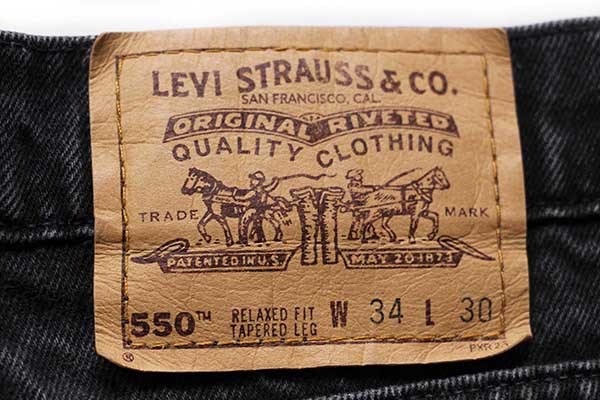 LEVI STRAUSS & CO.
SAN FRANCISCO, CAL.
ORIGINAL RIVETED
QUALITY CLOTHING
TRADE MARK
PATENTED IN U.S. MAY 20 1873
550™ RELAXED FIT W 34 L 30
TAPERED LEG
®